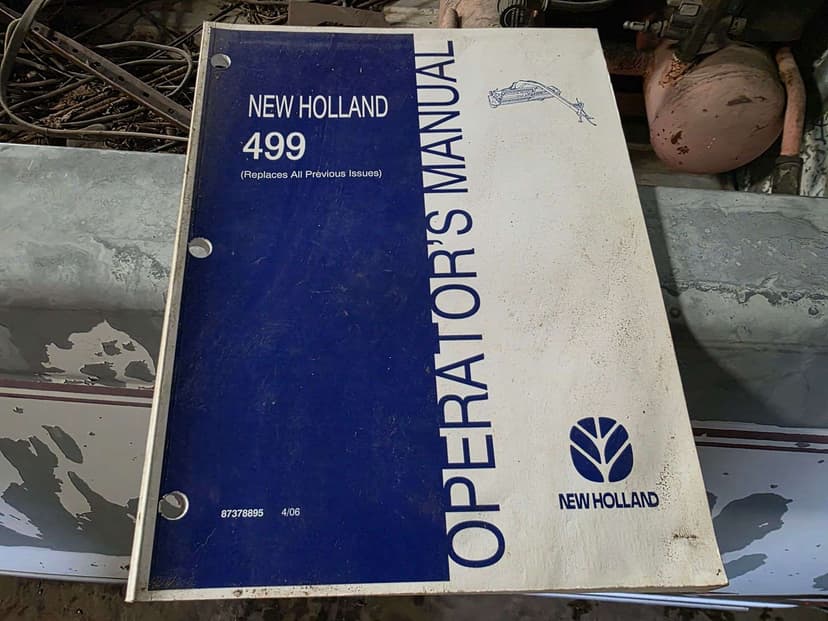 NEW HOLLAND
499
(Replaces All Previous Issues)
OPERATOR'S MANUAL
87378895 4/06
NEW HOLLAND